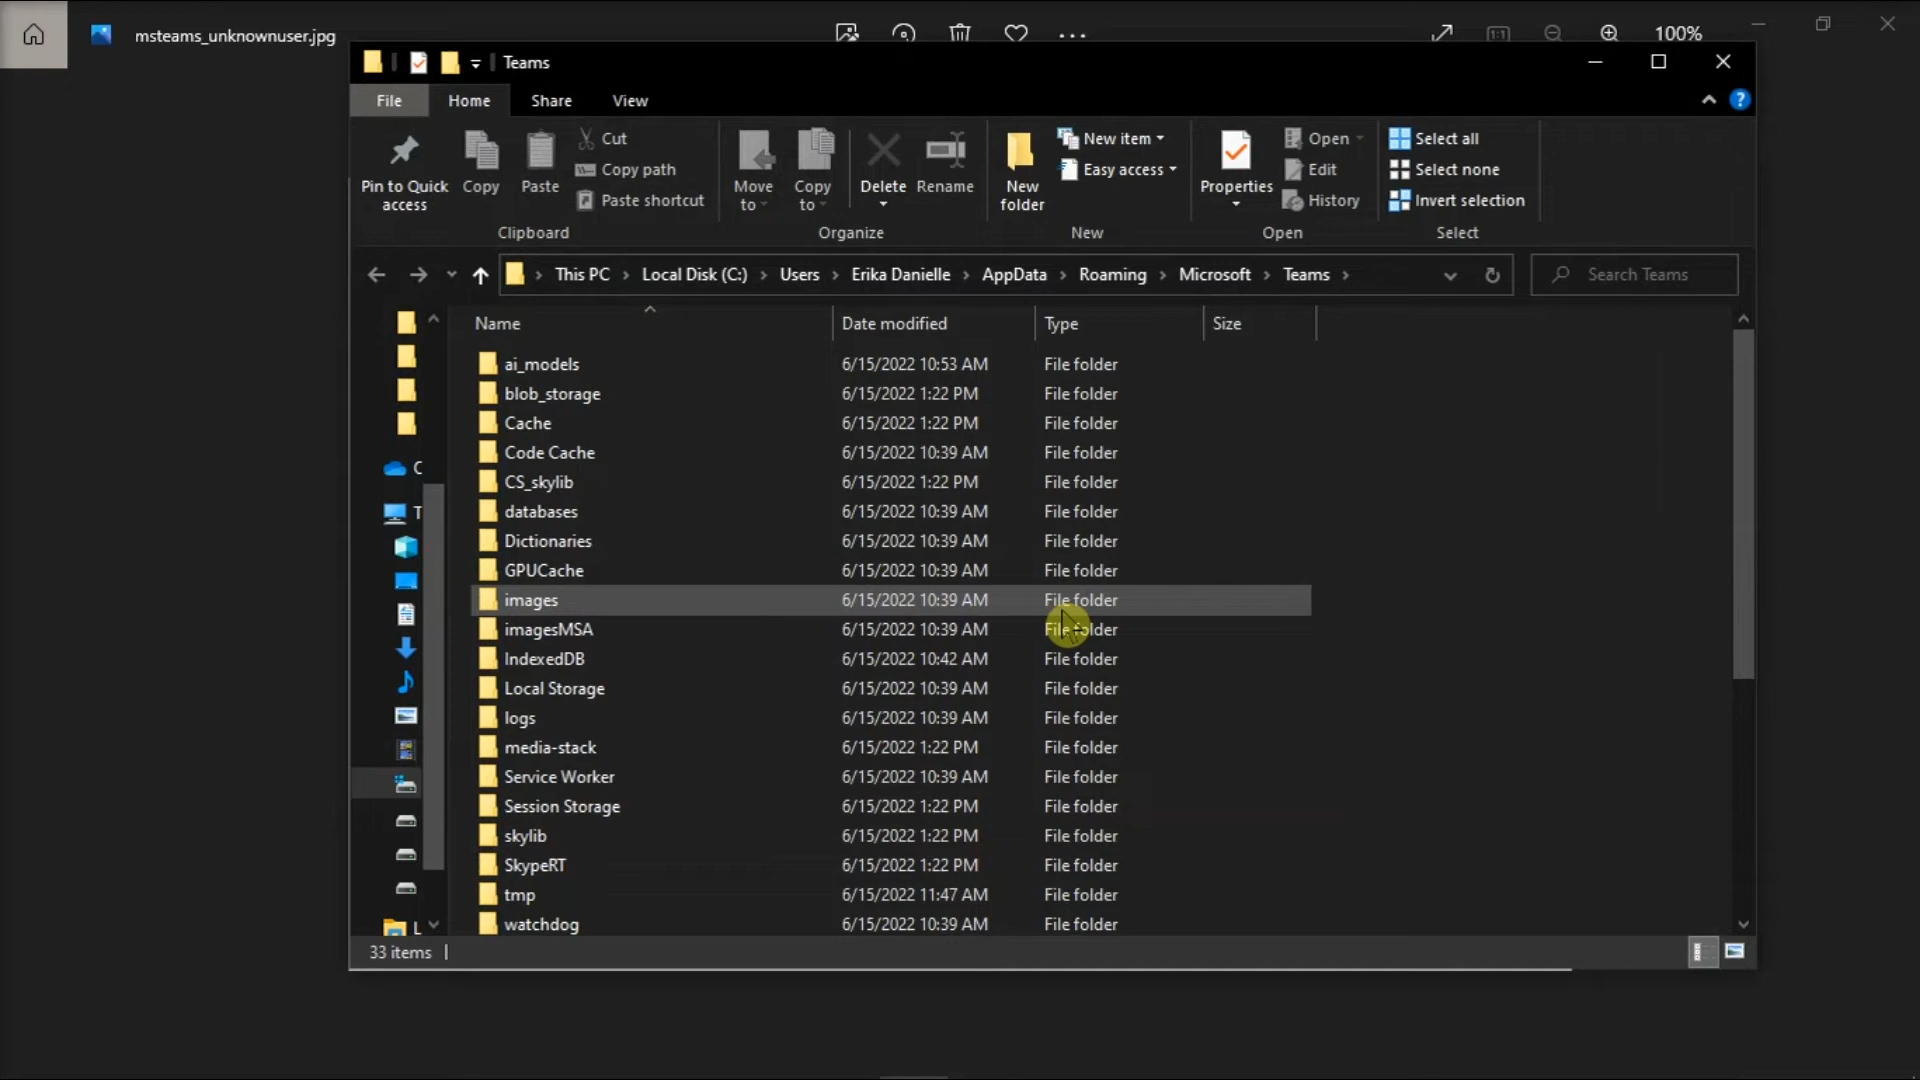 msteams_unknownuser.jpg
100%
Teams
File Home Share View
Pin to Quick access
Copy
Paste
Cut
Copy path
Paste shortcut
Clipboard
Move to
Copy to
Delete
Rename
Organize
New folder
New item
Easy access
New
Properties
Open
Edit
History
Open
Select all
Select none
Invert selection
Select
This PC > Local Disk (C:) > Users > Erika Danielle > AppData > Roaming > Microsoft > Teams >
Search Teams
Name Date modified Type Size
ai_models 6/15/2022 10:53 AM File folder
blob_storage 6/15/2022 1:22 PM File folder
Cache 6/15/2022 1:22 PM File folder
Code Cache 6/15/2022 10:39 AM File folder
CS_skylib 6/15/2022 1:22 PM File folder
databases 6/15/2022 10:39 AM File folder
Dictionaries 6/15/2022 10:39 AM File folder
GPUCache 6/15/2022 10:39 AM File folder
images 6/15/2022 10:39 AM File folder
imagesMSA 6/15/2022 10:39 AM File folder
IndexedDB 6/15/2022 10:42 AM File folder
Local Storage 6/15/2022 10:39 AM File folder
logs 6/15/2022 10:39 AM File folder
media-stack 6/15/2022 1:22 PM File folder
Service Worker 6/15/2022 10:39 AM File folder
Session Storage 6/15/2022 1:22 PM File folder
skylib 6/15/2022 1:22 PM File folder
SkypeRT 6/15/2022 1:22 PM File folder
tmp 6/15/2022 11:47 AM File folder
watchdog 6/15/2022 10:39 AM File folder
33 items